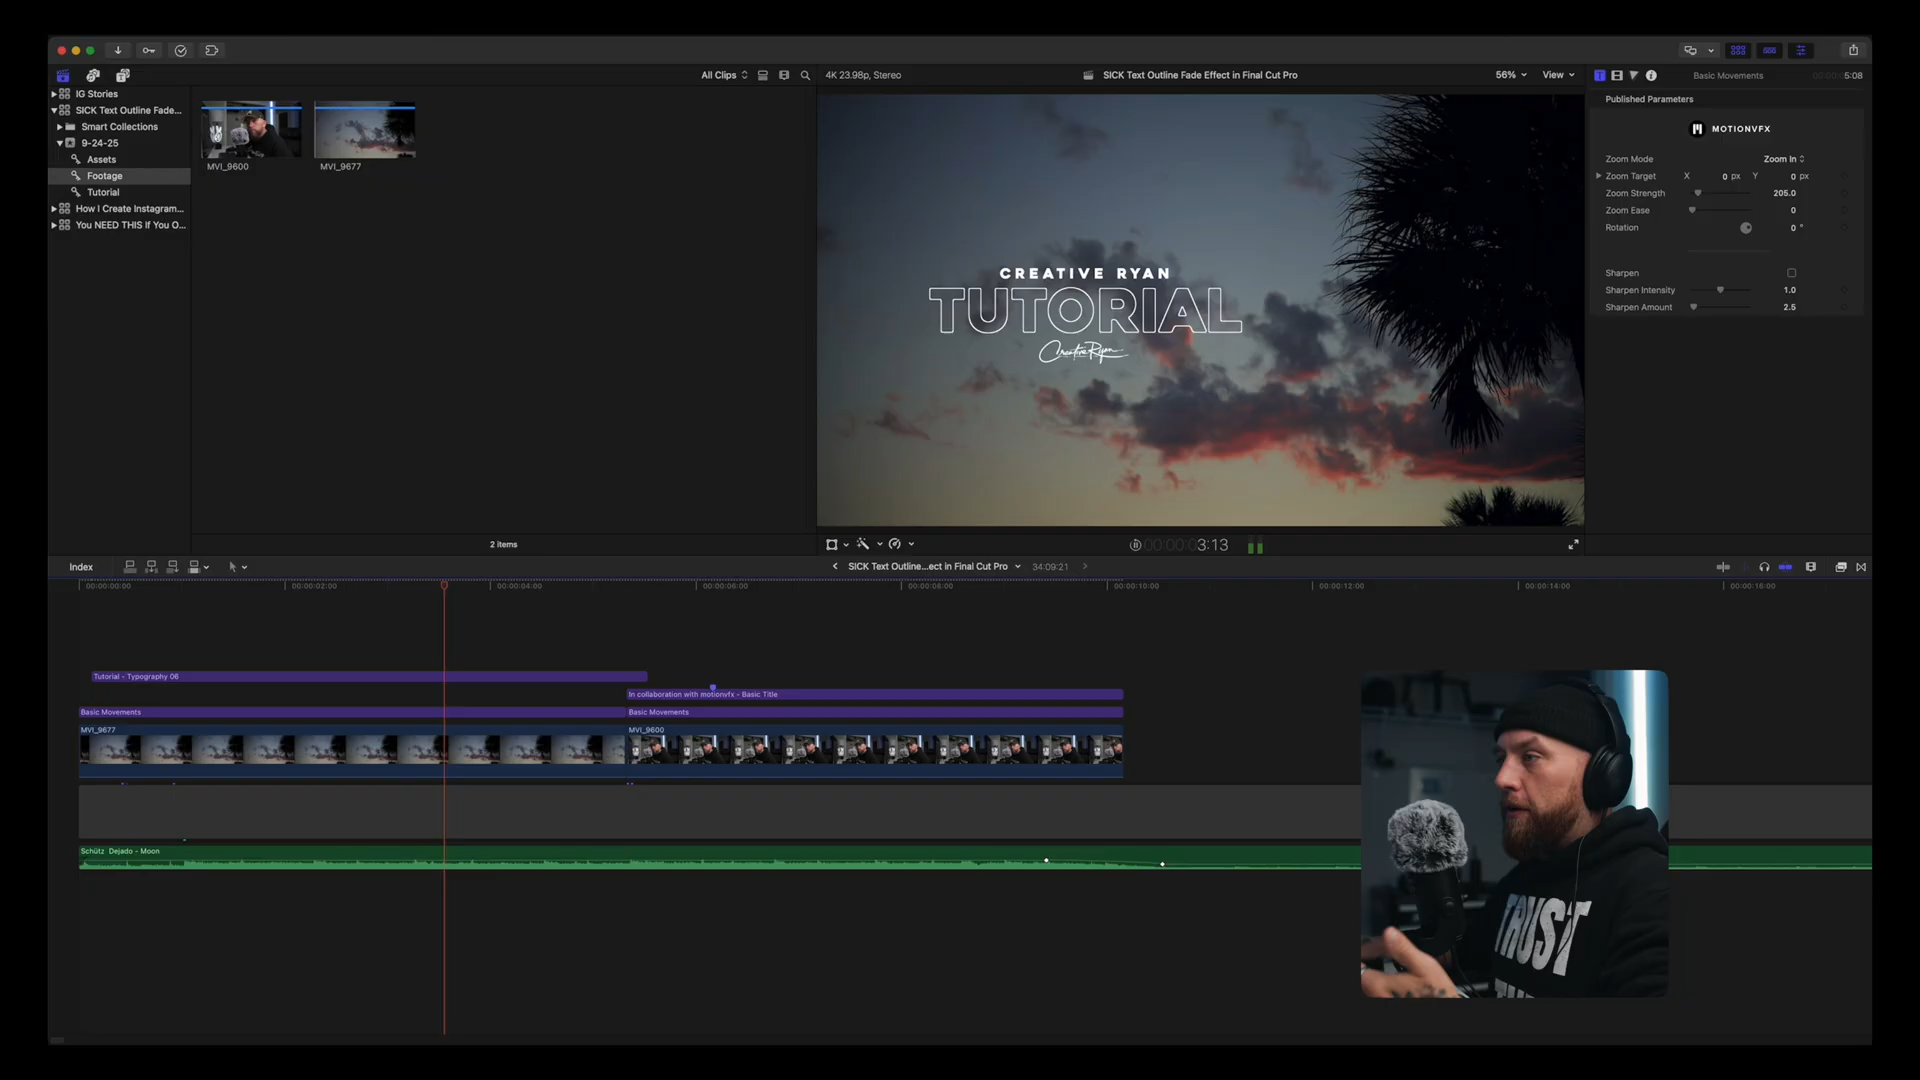 All Clips
4K 23.98p, Stereo
SICK Text Outline Fade Effect in Final Cut Pro
56%
View
Basic Movements
5:08
IG Stories
SICK Text Outline Fade...
Smart Collections
9-24-25
Assets
Footage
Tutorial
How I Create Instagram...
You NEED THIS If You O...
MVI_9600
MVI_9677
2 items
CREATIVE RYAN
TUTORIAL
Creative Ryan
Published Parameters
MOTIONVFX
Zoom Mode Zoom In
Zoom Target X 0 px Y 0 px
Zoom Strength 205.0
Zoom Ease 0
Rotation 0 °
Sharpen
Sharpen Intensity 1.0
Sharpen Amount 2.5
00:00:00:03:13
Index
SICK Text Outline...ect in Final Cut Pro
34:09:21
00:00:00:00
00:00:02:00
00:00:04:00
00:00:06:00
00:00:08:00
00:00:10:00
00:00:12:00
00:00:14:00
00:00:16:00
Tutorial - Typography 06
In collaboration with motionvfx - Basic Title
Basic Movements
Basic Movements
MVI_9677
MVI_9600
Schütz Dejado - Moon
TRUST